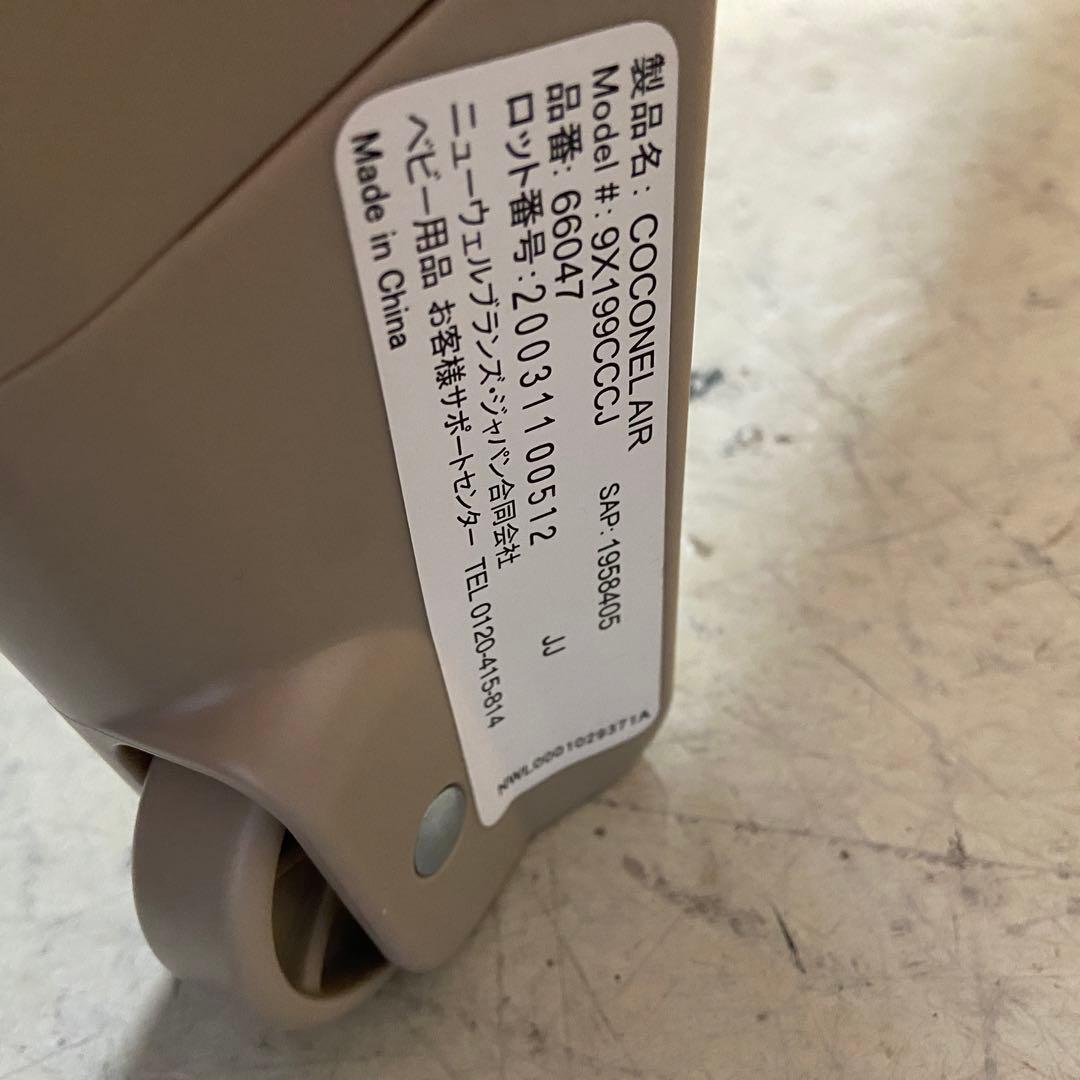 製品名: COCONEL AIR
Model #: 9X199CCCJ SAP: 1958405
品番: 66047
ロット番号:200311 00512 JJ
ニューウェルブランズ・ジャパン合同会社
ベビー用品 お客様サポートセンター TEL 0120-415-814
Made in China
NWL0001029371A